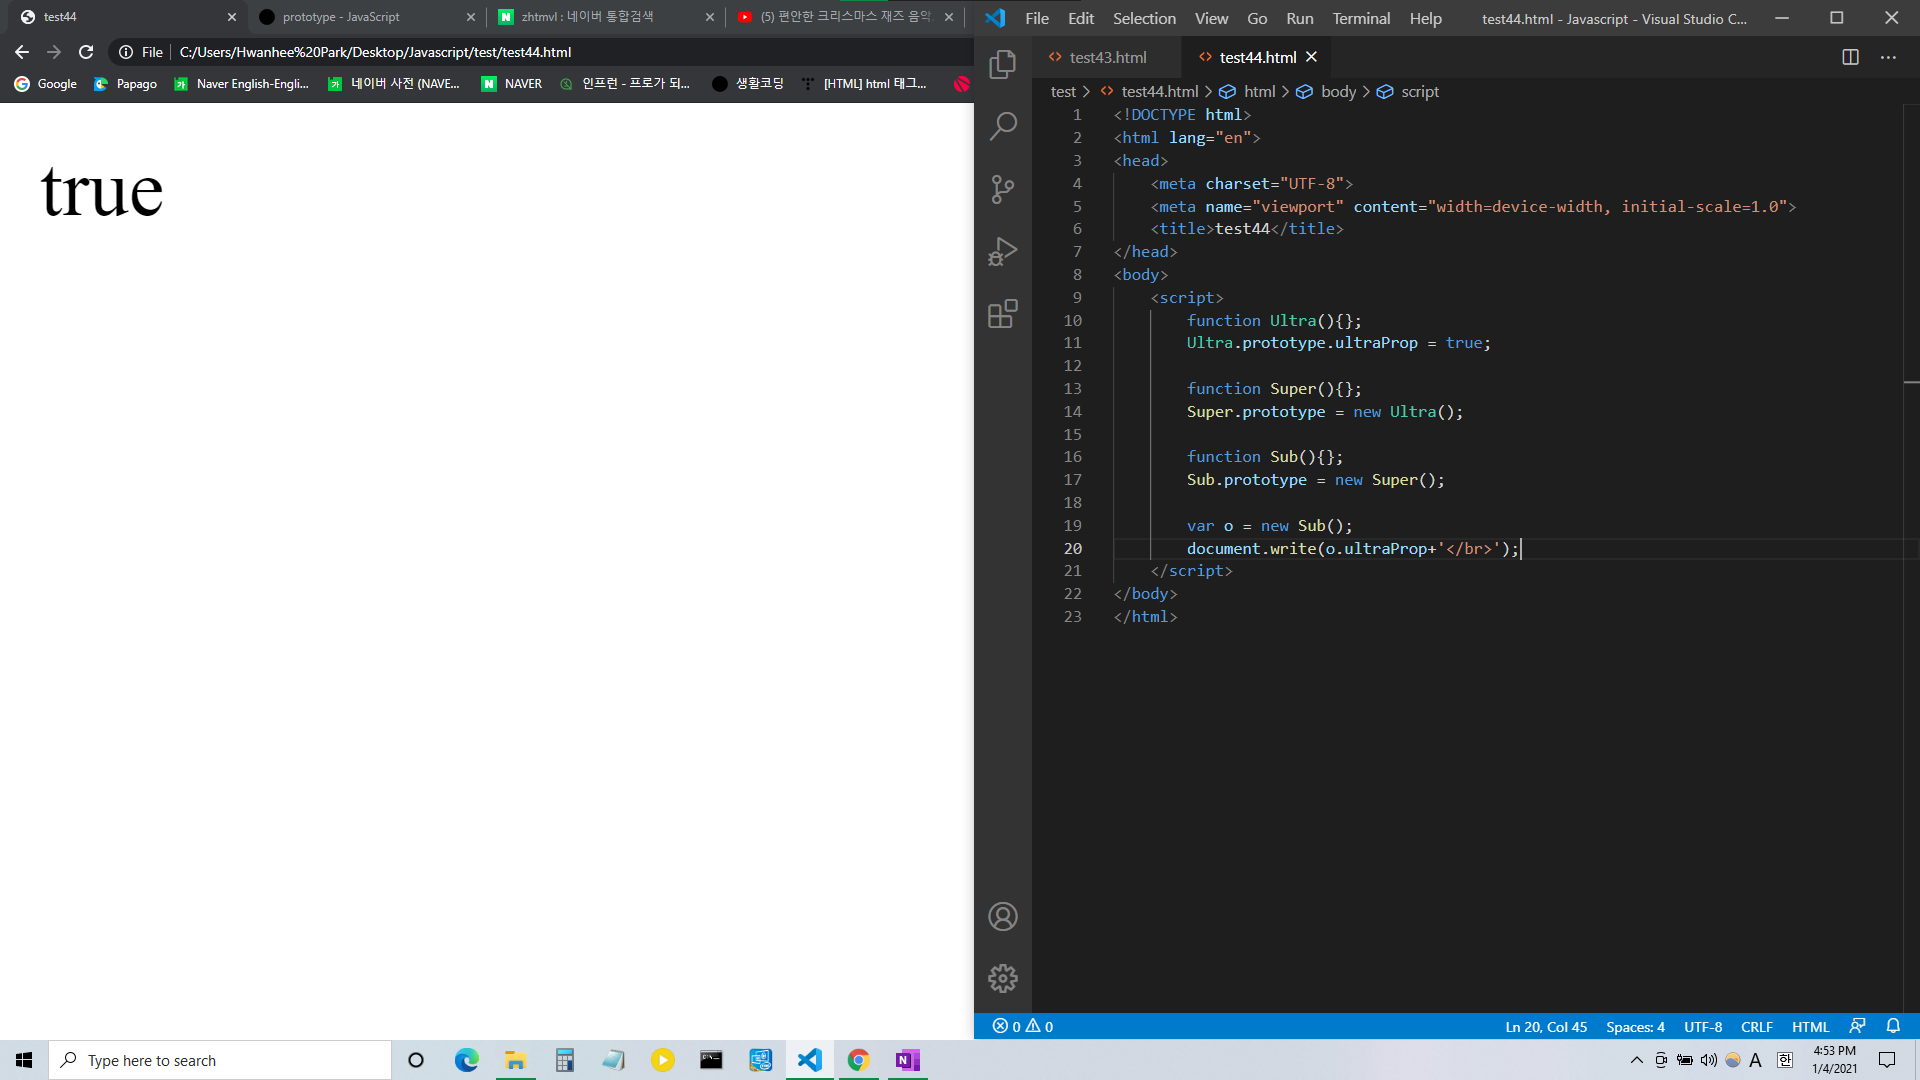 test44
prototype - JavaScript
zhtmvl : 네이버 통합검색
(5) 편안한 크리스마스 재즈 음악
File
C:/Users/Hwanhee%20Park/Desktop/Javascript/test/test44.html
Google
Papago
Naver English-Engli...
네이버 사전 (NAVE...
NAVER
인프런 - 프로가 되...
생활코딩
[HTML] html 태그...
true
File Edit Selection View Go Run Terminal Help
test44.html - Javascript - Visual Studio C...
test43.html
test44.html
test > test44.html > html > body > script
1 <!DOCTYPE html>
2 <html lang="en">
3 <head>
4 <meta charset="UTF-8">
5 <meta name="viewport" content="width=device-width, initial-scale=1.0">
6 <title>test44</title>
7 </head>
8 <body>
9 <script>
10 function Ultra(){};
11 Ultra.prototype.ultraProp = true;
12
13 function Super(){};
14 Super.prototype = new Ultra();
15
16 function Sub(){};
17 Sub.prototype = new Super();
18
19 var o = new Sub();
20 document.write(o.ultraProp+'</br>');
21 </script>
22 </body>
23 </html>
0 0
Ln 20, Col 45
Spaces: 4
UTF-8
CRLF
HTML
Type here to search
A
한
4:53 PM
1/4/2021